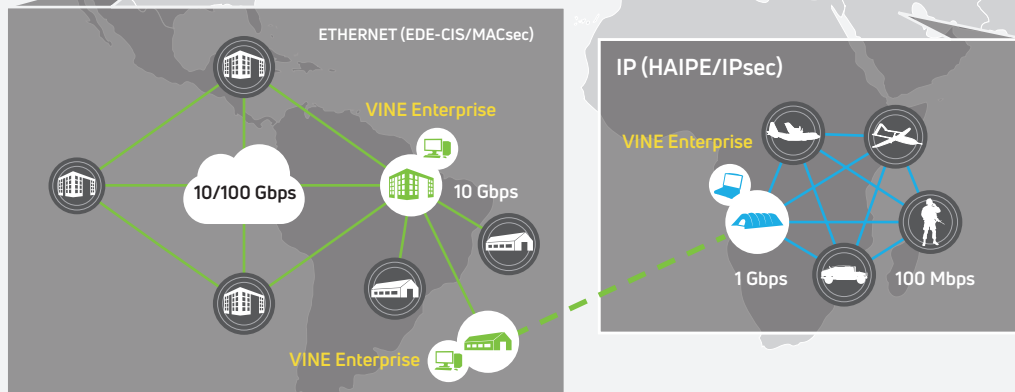 ETHERNET (EDE-CIS/MACsec)
VINE Enterprise
10/100 Gbps
10 Gbps
VINE Enterprise
IP (HAIPE/IPsec)
VINE Enterprise
1 Gbps
100 Mbps